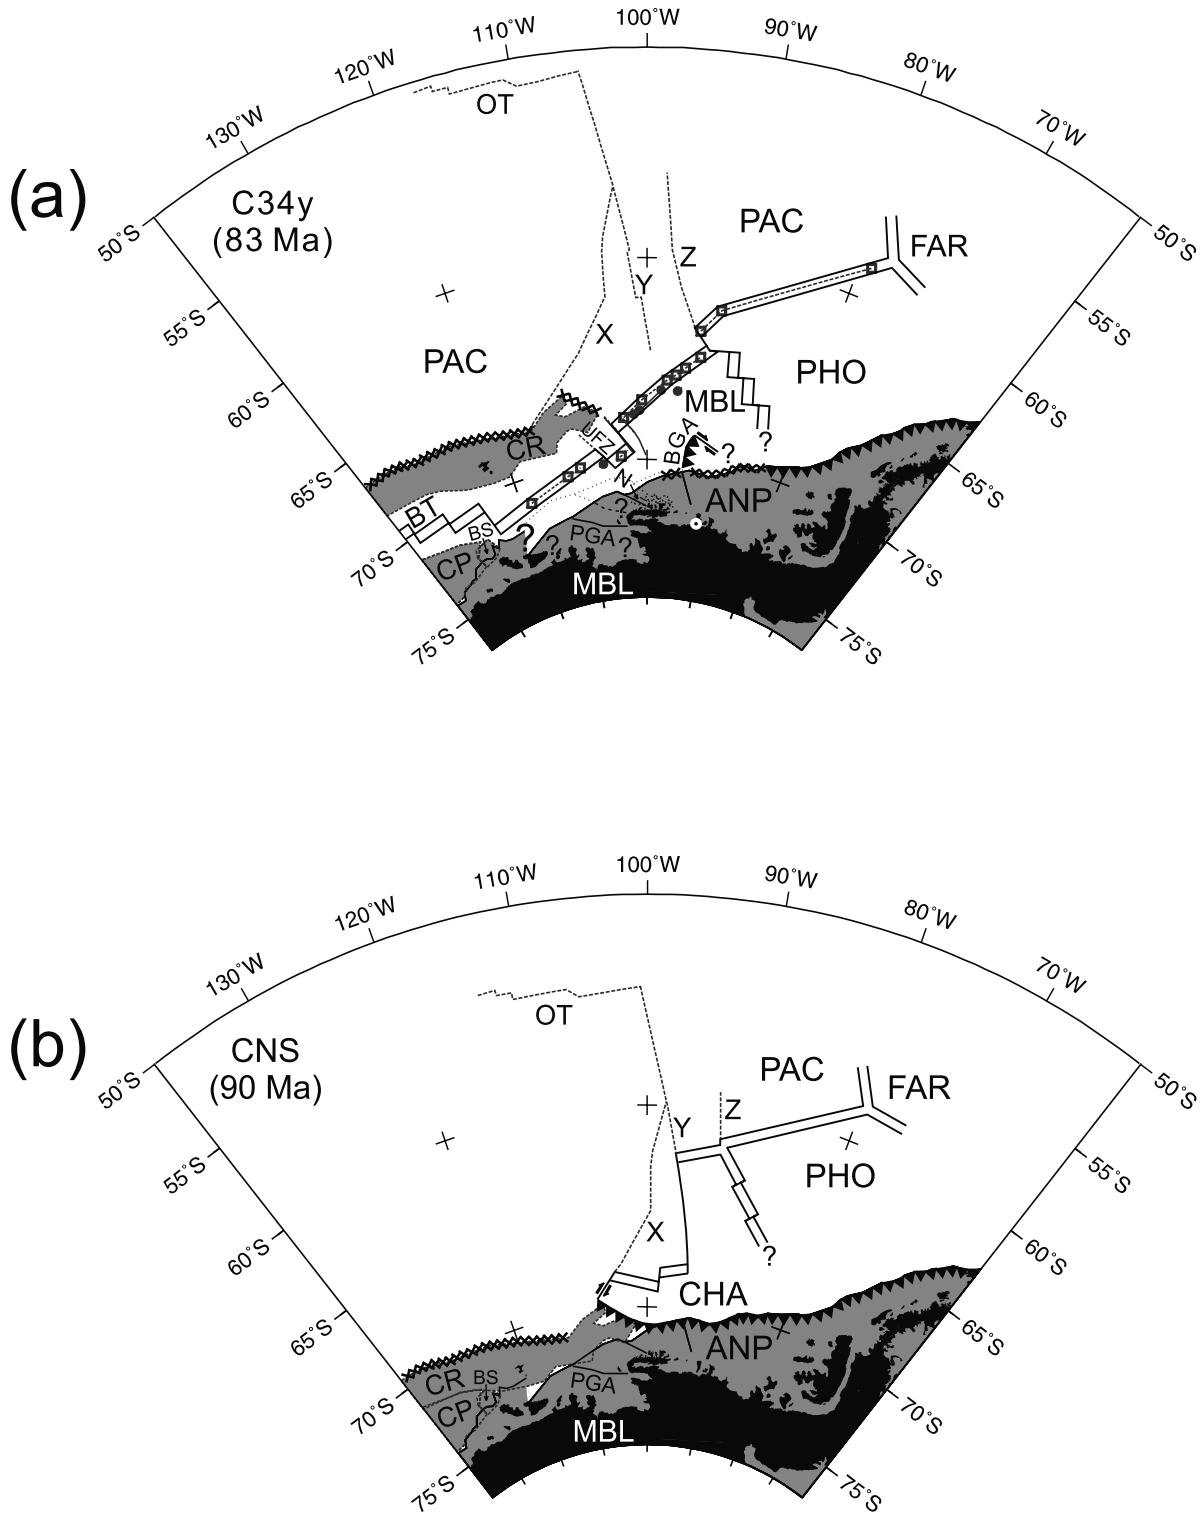 100˚W
110˚W
90˚W
120˚W
80˚W
130˚W
70˚W
OT
(a)
C34y
(83 Ma)
50˚S
50˚S
PAC
FAR
Z
Y
55˚S
55˚S
X
PAC
PHO
MBL
60˚S
60˚S
UFZ
BGA
?
?
CR
65˚S
65˚S
N
ANP
BT
?
BS
?
?
PGA
?
CP
70˚S
70˚S
MBL
75˚S
75˚S
100˚W
110˚W
90˚W
120˚W
80˚W
130˚W
70˚W
OT
(b)
CNS
(90 Ma)
50˚S
50˚S
PAC
FAR
Z
Y
55˚S
55˚S
PHO
X
?
60˚S
60˚S
CHA
65˚S
65˚S
ANP
CR
BS
PGA
CP
70˚S
70˚S
MBL
75˚S
75˚S